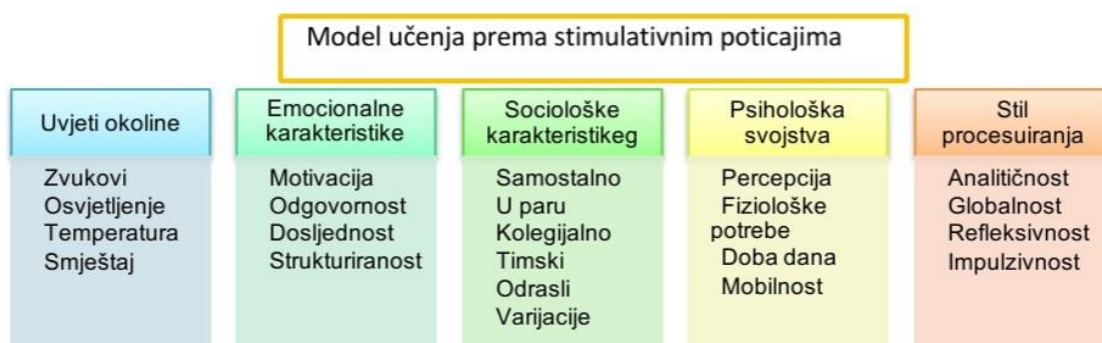 Model učenja prema stimulativnim poticajima
Uvjeti okoline
Zvukovi
Osvjetljenje
Temperatura
Smještaj
Emocionalne
karakteristike
Motivacija
Odgovornost
Dosljednost
Strukturiranost
Sociološke
karakteristikeg
Samostalno
U paru
Kolegijalno
Timski
Odrasli
Varijacije
Psihološka
svojstva
Percepcija
Fiziološke
potrebe
Doba dana
Mobilnost
Stil
procesuiranja
Analitičnost
Globalnost
Refleksivnost
Impulzivnost